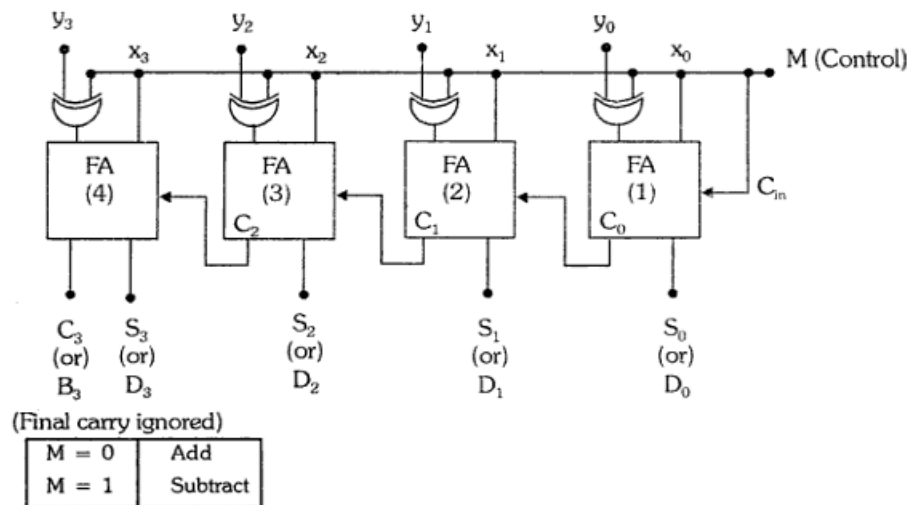 y₃ y₂ y₁ y₀
x₃ x₂ x₁ x₀
M (Control)
FA FA FA FA
(4) (3) (2) (1)
C_in
C₂ C₁ C₀
C₃ S₃ S₂ S₁ S₀
(or) (or) (or) (or) (or)
B₃ D₃ D₂ D₁ D₀
(Final carry ignored)
M = 0 Add
M = 1 Subtract